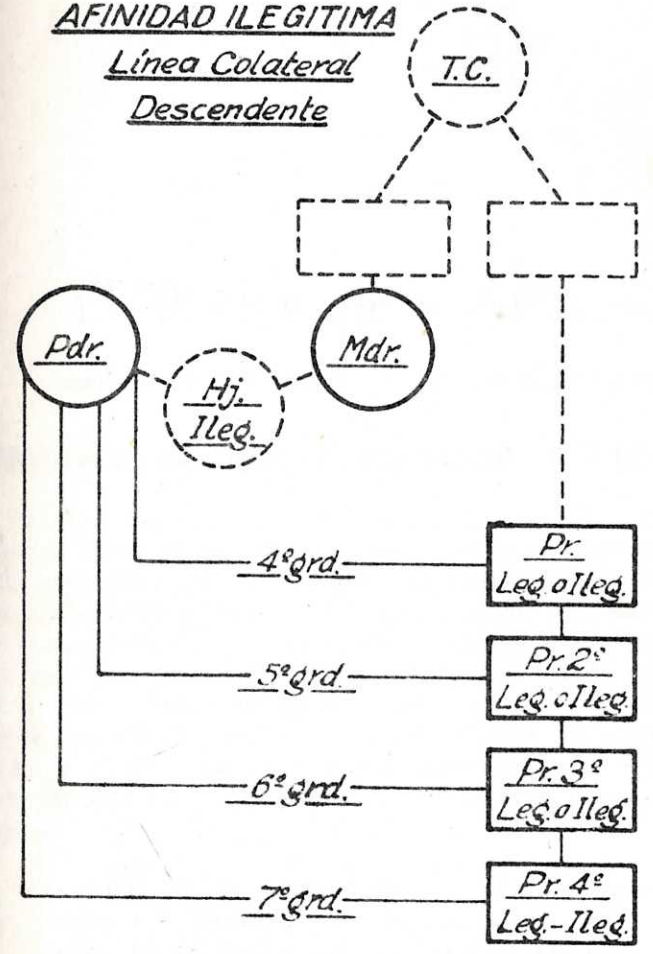 AFINIDAD ILEGITIMA
Línea Colateral
Descendente
T.C.
Pdr.
Mdr.
Hj.
Ileg.
4º grd.
Pr.
Leg. o Ileg.
5º grd.
Pr. 2º
Leg. o Ileg.
6º grd.
Pr. 3º
Leg. o Ileg.
7º grd.
Pr. 4º
Leg.-Ileg.